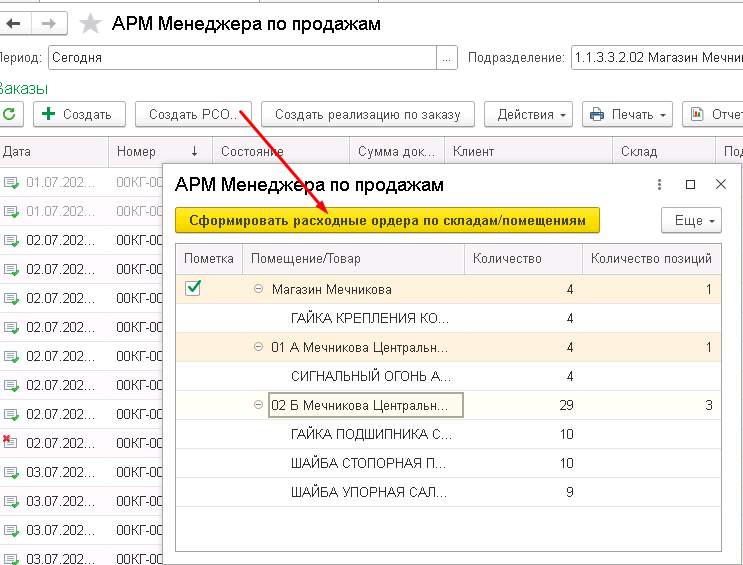 АРМ Менеджера по продажам
Период: Сегодня ... Подразделение: 1.1.3.3.2.02 Магазин Мечни
Заказы
Создать Создать РСО... Создать реализацию по заказу Действия Печать Отче
Дата Номер ↓ Состояние Сумма док... Клиент Склад Под
01.07.202... 00КГ-00
АРМ Менеджера по продажам
01.07.202... 00КГ-00
Сформировать расходные ордера по складам/помещениям Еще
02.07.202... 00КГ-00
Пометка Помещение/Товар Количество Количество позиций
02.07.202... 00КГ-00
Магазин Мечникова 4 1
02.07.202... 00КГ-00
ГАЙКА КРЕПЛЕНИЯ КО... 4
02.07.202... 00КГ-00
01 А Мечникова Центральн... 4 1
02.07.202... 00КГ-00
СИГНАЛЬНЫЙ ОГОНЬ А... 4
02.07.202... 00КГ-00
02 Б Мечникова Центральн... 29 3
02.07.202... 00КГ-00
ГАЙКА ПОДШИПНИКА С... 10
02.07.202... 00КГ-00
ШАЙБА СТОПОРНАЯ П... 10
03.07.202... 00КГ-00
ШАЙБА УПОРНАЯ САЛ... 9
03.07.202... 00КГ-00
03.07.202... 00КГ-00
03.07.202... 00КГ-00